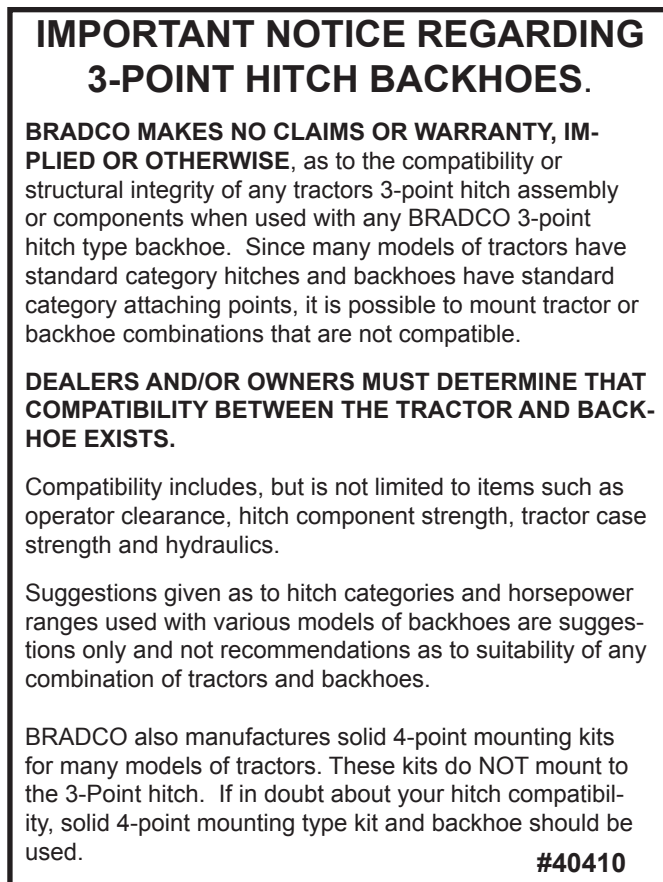 IMPORTANT NOTICE REGARDING
3-POINT HITCH BACKHOES.
BRADCO MAKES NO CLAIMS OR WARRANTY, IM-
PLIED OR OTHERWISE, as to the compatibility or
structural integrity of any tractors 3-point hitch assembly
or components when used with any BRADCO 3-point
hitch type backhoe.  Since many models of tractors have
standard category hitches and backhoes have standard
category attaching points, it is possible to mount tractor or
backhoe combinations that are not compatible.
DEALERS AND/OR OWNERS MUST DETERMINE THAT
COMPATIBILITY BETWEEN THE TRACTOR AND BACK-
HOE EXISTS.
Compatibility includes, but is not limited to items such as
operator clearance, hitch component strength, tractor case
strength and hydraulics.
Suggestions given as to hitch categories and horsepower
ranges used with various models of backhoes are sugges-
tions only and not recommendations as to suitability of any
combination of tractors and backhoes.
BRADCO also manufactures solid 4-point mounting kits
for many models of tractors. These kits do NOT mount to
the 3-Point hitch.  If in doubt about your hitch compatibil-
ity, solid 4-point mounting type kit and backhoe should be
used.
#40410